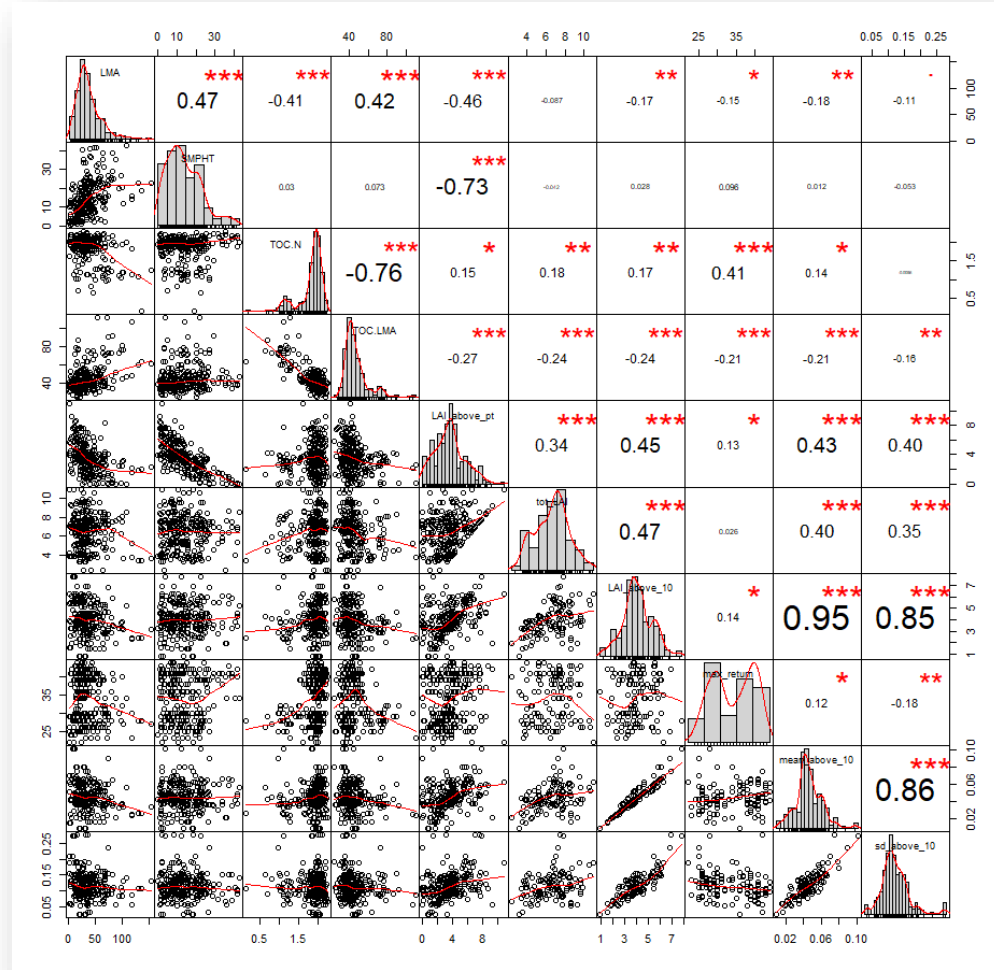 0 10 30 40 80 4 6 8 10 25 35 0.05 0.15 0.25
LMA *** 0.47 *** -0.41 *** 0.42 *** -0.46 -0.087 ** -0.17 * -0.15 ** -0.18 . -0.11 0 50 100
0 10 30 SMPHT 0.03 0.073 *** -0.73 -0.042 0.028 0.096 0.012 -0.053
TOC.N *** -0.76 * 0.15 ** 0.18 ** 0.17 *** 0.41 * 0.14 0.5 1.5
40 80 TOC.LMA *** -0.27 *** -0.24 *** -0.24 *** -0.21 *** -0.21 ** -0.16
LAI_above_pt *** 0.34 *** 0.45 * 0.13 *** 0.43 *** 0.40 0 4 8
4 6 8 10 tot_LAI *** 0.47 0.026 *** 0.40 *** 0.35
LAI_above_10 * 0.14 *** 0.95 *** 0.85 1 3 5 7
25 35 max_return * 0.12 ** -0.18
mean_above_10 *** 0.86 0.02 0.06 0.10
0.05 0.15 0.25 sd_above_10
0 50 100 0.5 1.5 0 4 8 1 3 5 7 0.02 0.06 0.10